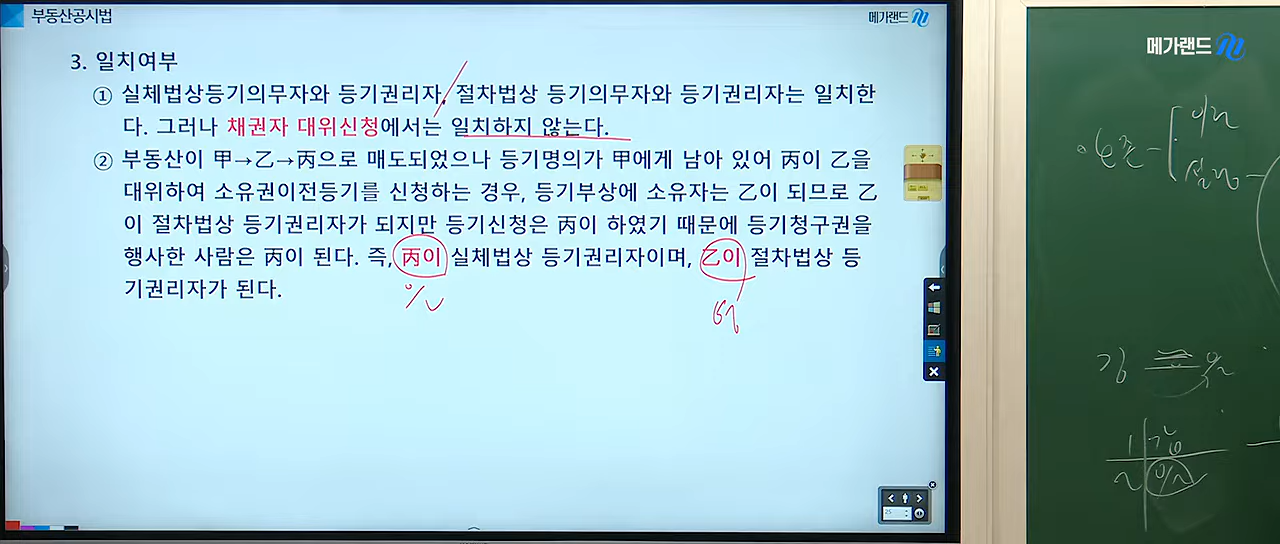 부동산공시법
메가랜드
메가랜드
3. 일치여부
① 실체법상등기의무자와 등기권리자, 절차법상 등기의무자와 등기권리자는 일치한
다. 그러나 채권자 대위신청에서는 일치하지 않는다.
② 부동산이 甲→乙→丙으로 매도되었으나 등기명의가 甲에게 남아 있어 丙이 乙을
대위하여 소유권이전등기를 신청하는 경우, 등기부상에 소유자는 乙이 되므로 乙
이 절차법상 등기권리자가 되지만 등기신청은 丙이 하였기 때문에 등기청구권을
행사한 사람은 丙이 된다. 즉, 丙이 실체법상 등기권리자이며, 乙이 절차법상 등
기권리자가 된다.
25